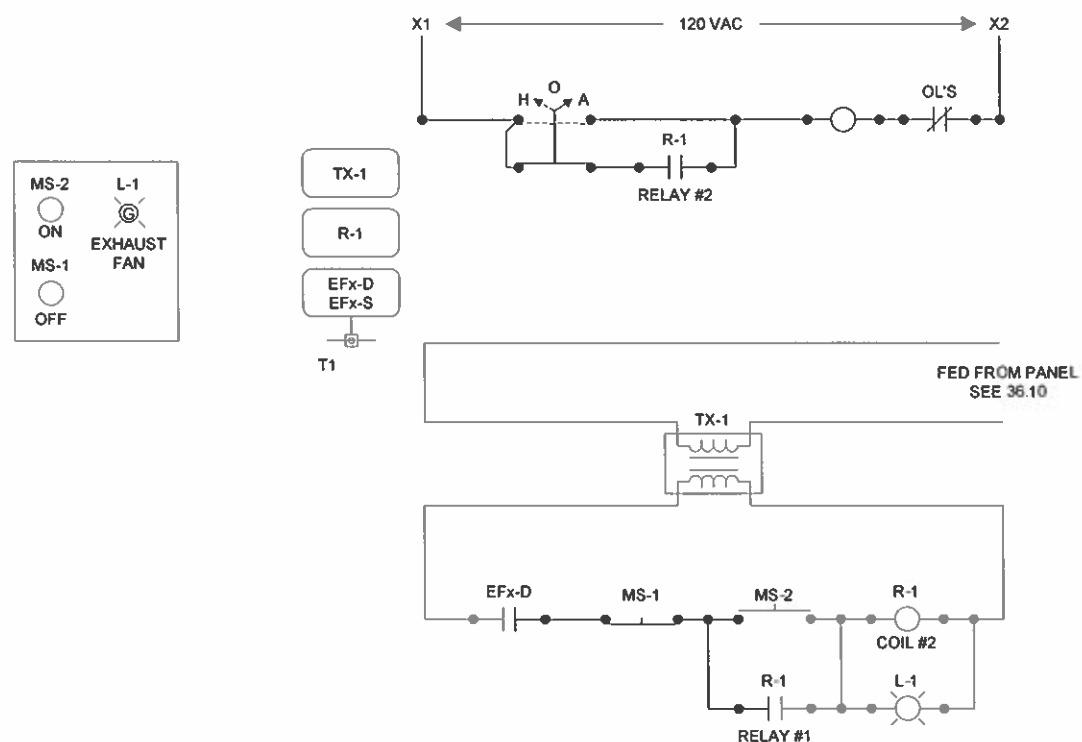 X1
120 VAC
X2
H
O
A
OL'S
R-1
RELAY #2
MS-2
L-1
G
ON
EXHAUST
FAN
MS-1
OFF
TX-1
R-1
EFx-D
EFx-S
T1
FED FROM PANEL
SEE 36.10
TX-1
EFx-D
MS-1
MS-2
R-1
COIL #2
R-1
L-1
RELAY #1